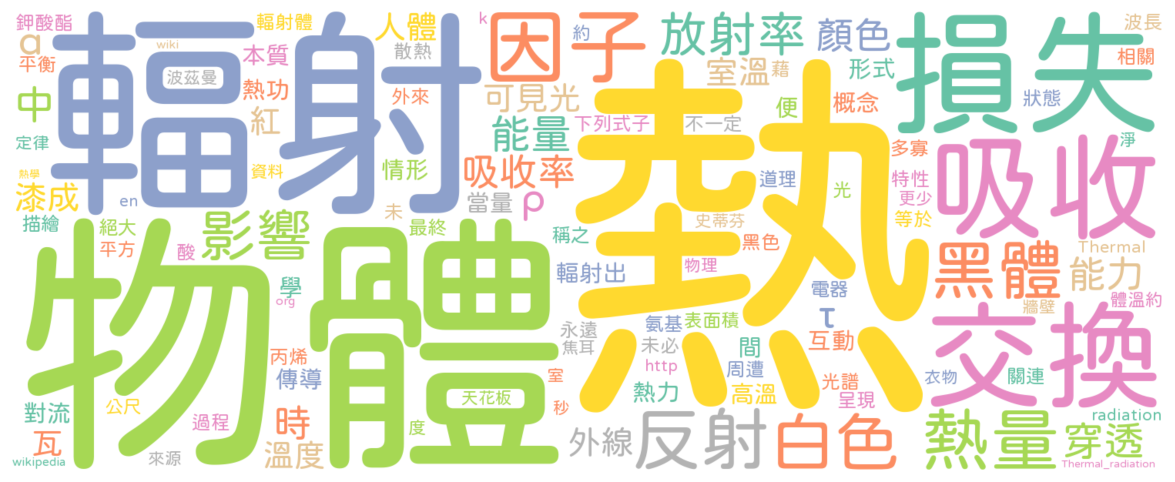 鉀酸酯
輻射體
人體
k
約
放射率
顏色
波長
α
wiki
輻射
因子
損失
平衡
波茲曼
本質
散熱
室溫
藉
形式
相關
中
熱功
外來
可見光
便
概念
狀態
定律
紅
能量
下列式子
不一定
熱
多寡
淨
熱學
資料
情形
吸收率
道理
特性
吸收
漆成
en
未
當量
ρ
光
更少
描繪
絕大
影響
最終
稱之
史蒂芬
等於
平方
酸
黑色
Thermal
物體
學
輻射出
物理
黑體
能力
org
電器
體溫約
τ
牆壁
永遠
氨基
表面積
交換
丙烯
焦耳
未必
間
互動
傳導
室
http
周遭
光譜
衣物
關連
對流
公尺
天花板
熱力
高溫
呈現
瓦
過程
時
度
秒
反射
白色
熱量
穿透
radiation
wikipedia
來源
溫度
外線
Thermal_radiation